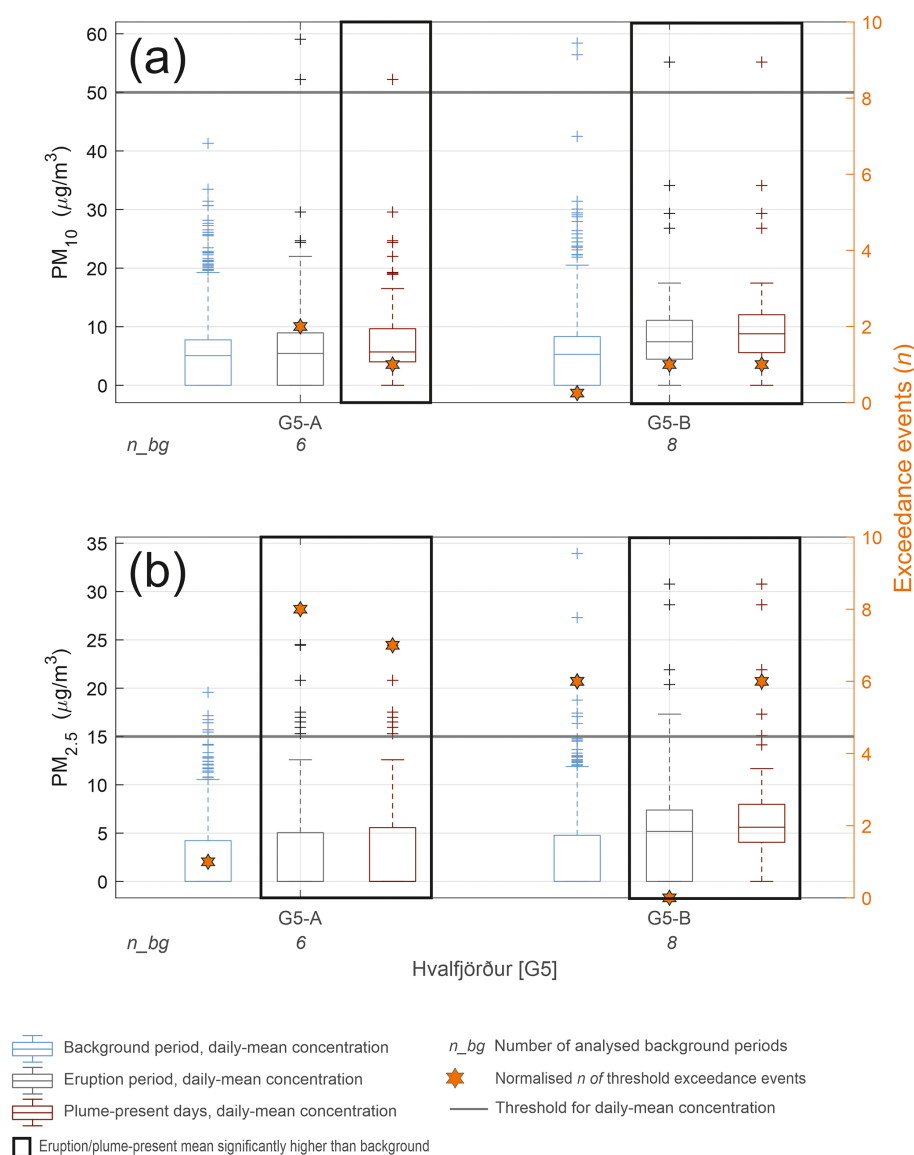 (a)
60
50
40
30
20
10
0
PM10 (μg/m3)
10
8
6
4
2
0
G5-A
G5-B
n_bg 6 8
Exceedance events (n)
(b)
35
30
25
20
15
10
5
0
PM2.5 (μg/m3)
10
8
6
4
2
0
G5-A
G5-B
n_bg 6 8
Hvalfjörður [G5]
Background period, daily-mean concentration
Eruption period, daily-mean concentration
Plume-present days, daily-mean concentration
Eruption/plume-present mean significantly higher than background
n_bg Number of analysed background periods
Normalised n of threshold exceedance events
Threshold for daily-mean concentration